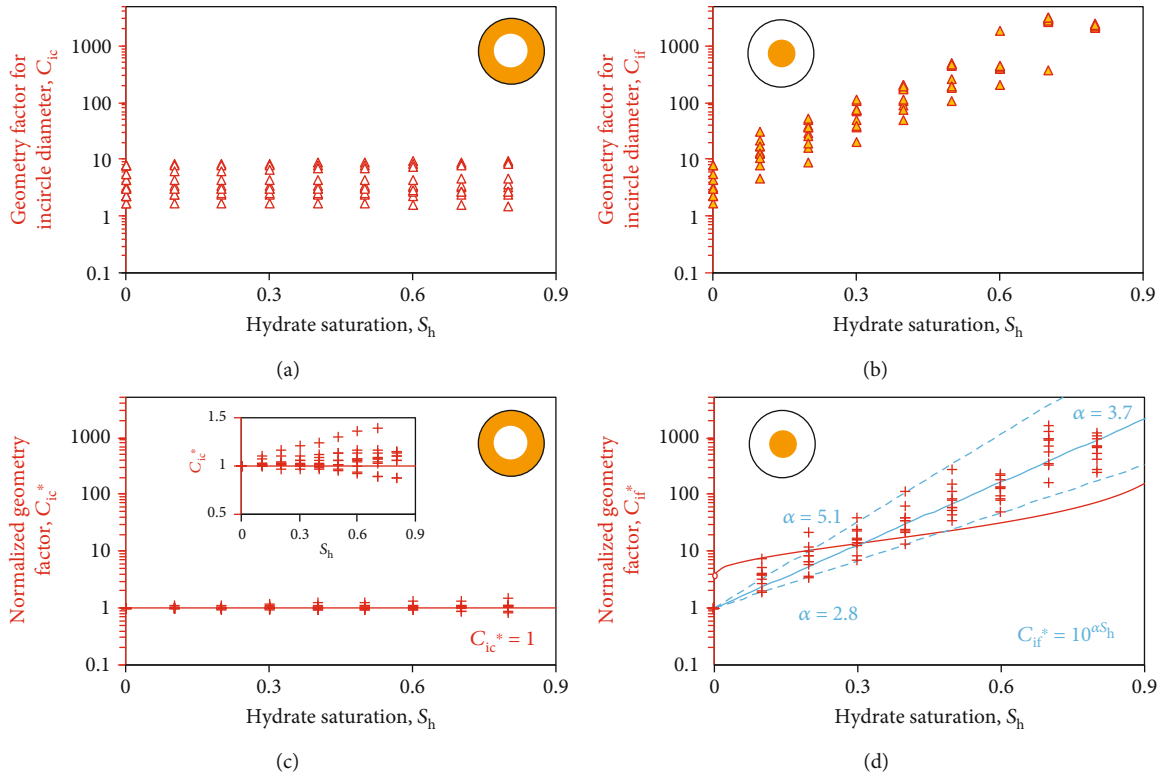 Geometry factor for
incircle diameter, C_ic
1000
100
10
1
0.1
0
0.3
0.6
0.9
Hydrate saturation, S_h
(a)
Geometry factor for
incircle diameter, C_if
1000
100
10
1
0.1
0
0.3
0.6
0.9
Hydrate saturation, S_h
(b)
Normalized geometry
factor, C_ic*
1000
100
10
1
0.1
C_ic*
1.5
1
0.5
0
0.3
0.6
0.9
S_h
C_ic* = 1
0
0.3
0.6
0.9
Hydrate saturation, S_h
(c)
Normalized geometry
factor, C_if*
1000
100
10
1
0.1
α = 3.7
α = 5.1
α = 2.8
C_if* = 10^αS_h
0
0.3
0.6
0.9
Hydrate saturation, S_h
(d)